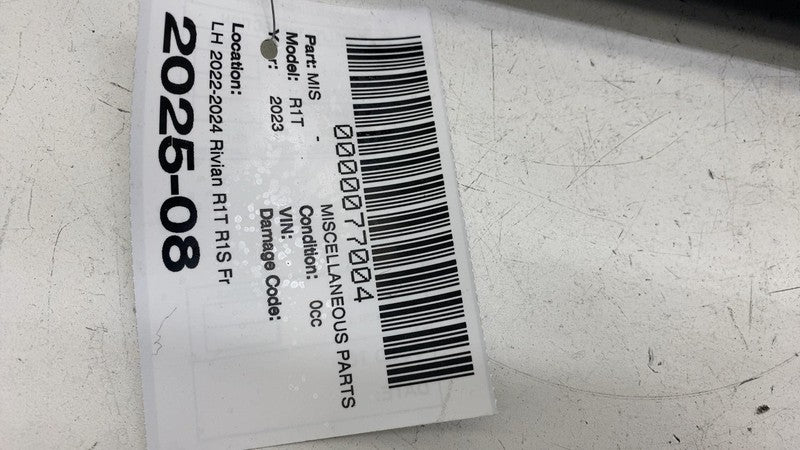 0000077004
MISCELLANEOUS PARTS
Part: MIS -
Condition: 0cc
Model: R1T
VIN:
Year: 2023
Damage Code:
Location:
LH 2022-2024 Rivian R1T R1S Fr
2025-08